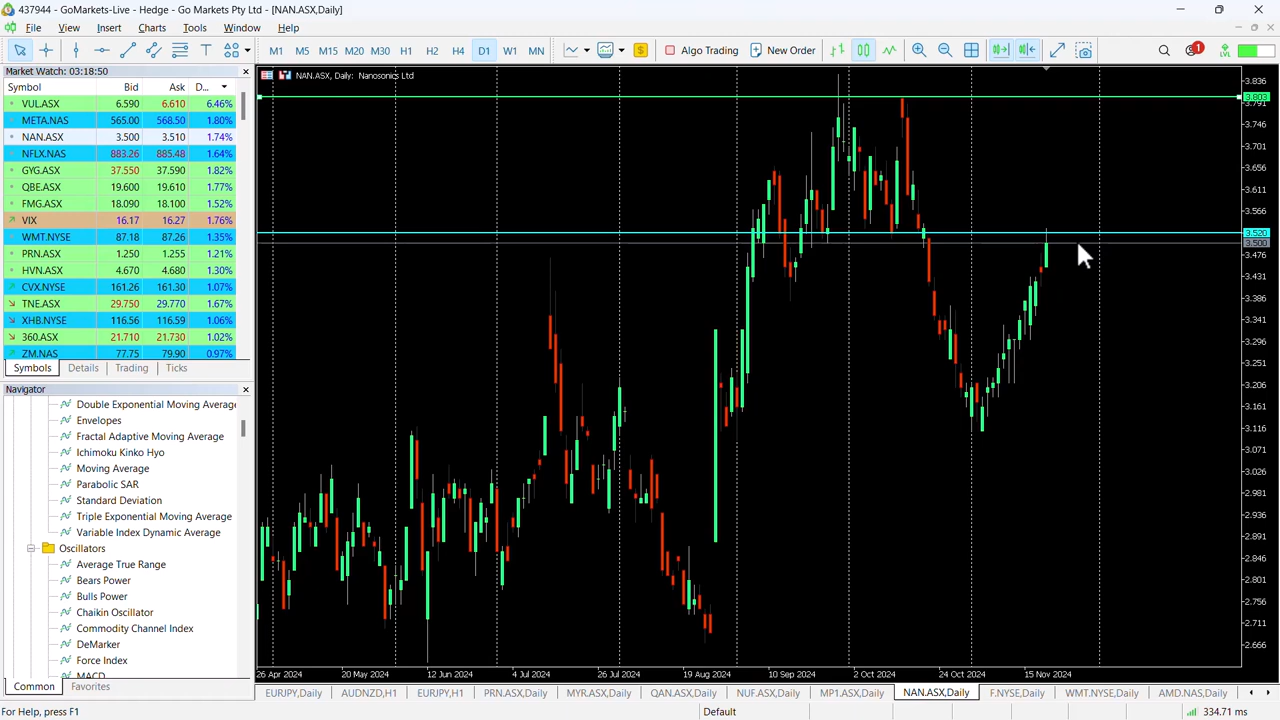 437944 - GoMarkets-Live - Hedge - Go Markets Pty Ltd - [NAN.ASX,Daily]
File View Insert Charts Tools Window Help
M1 M5 M15 M20 M30 H1 H2 H4 D1 W1 MN Algo Trading New Order 1 LVL
Market Watch: 03:18:50
Symbol Bid Ask D...
VUL.ASX 6.590 6.610 6.46%
META.NAS 565.00 568.50 1.80%
NAN.ASX 3.500 3.510 1.74%
NFLX.NAS 883.26 885.48 1.64%
GYG.ASX 37.550 37.590 1.82%
QBE.ASX 19.600 19.610 1.77%
FMG.ASX 18.090 18.100 1.52%
VIX 16.17 16.27 1.76%
WMT.NYSE 87.18 87.26 1.35%
PRN.ASX 1.250 1.255 1.21%
HVN.ASX 4.670 4.680 1.30%
CVX.NYSE 161.26 161.30 1.07%
TNE.ASX 29.750 29.770 1.67%
XHB.NYSE 116.56 116.59 1.06%
360.ASX 21.710 21.730 1.02%
ZM.NAS 77.75 79.90 0.97%
Symbols Details Trading Ticks
Navigator
Double Exponential Moving Average
Envelopes
Fractal Adaptive Moving Average
Ichimoku Kinko Hyo
Moving Average
Parabolic SAR
Standard Deviation
Triple Exponential Moving Average
Variable Index Dynamic Average
Oscillators
Average True Range
Bears Power
Bulls Power
Chaikin Oscillator
Commodity Channel Index
DeMarker
Force Index
MACD
Common Favorites
NAN.ASX, Daily: Nanosonics Ltd
3.836
3.803
3.791
3.746
3.701
3.656
3.611
3.566
3.520
3.500
3.476
3.431
3.386
3.341
3.296
3.251
3.206
3.161
3.116
3.071
3.026
2.981
2.936
2.891
2.846
2.801
2.756
2.711
2.666
26 Apr 2024 20 May 2024 12 Jun 2024 4 Jul 2024 26 Jul 2024 19 Aug 2024 10 Sep 2024 2 Oct 2024 24 Oct 2024 15 Nov 2024
EURJPY,Daily AUDNZD,H1 EURJPY,H1 PRN.ASX,Daily MYR.ASX,Daily QAN.ASX,Daily NUF.ASX,Daily MP1.ASX,Daily NAN.ASX,Daily F.NYSE,Daily WMT.NYSE,Daily AMD.NAS,Daily
For Help, press F1 Default 334.71 ms